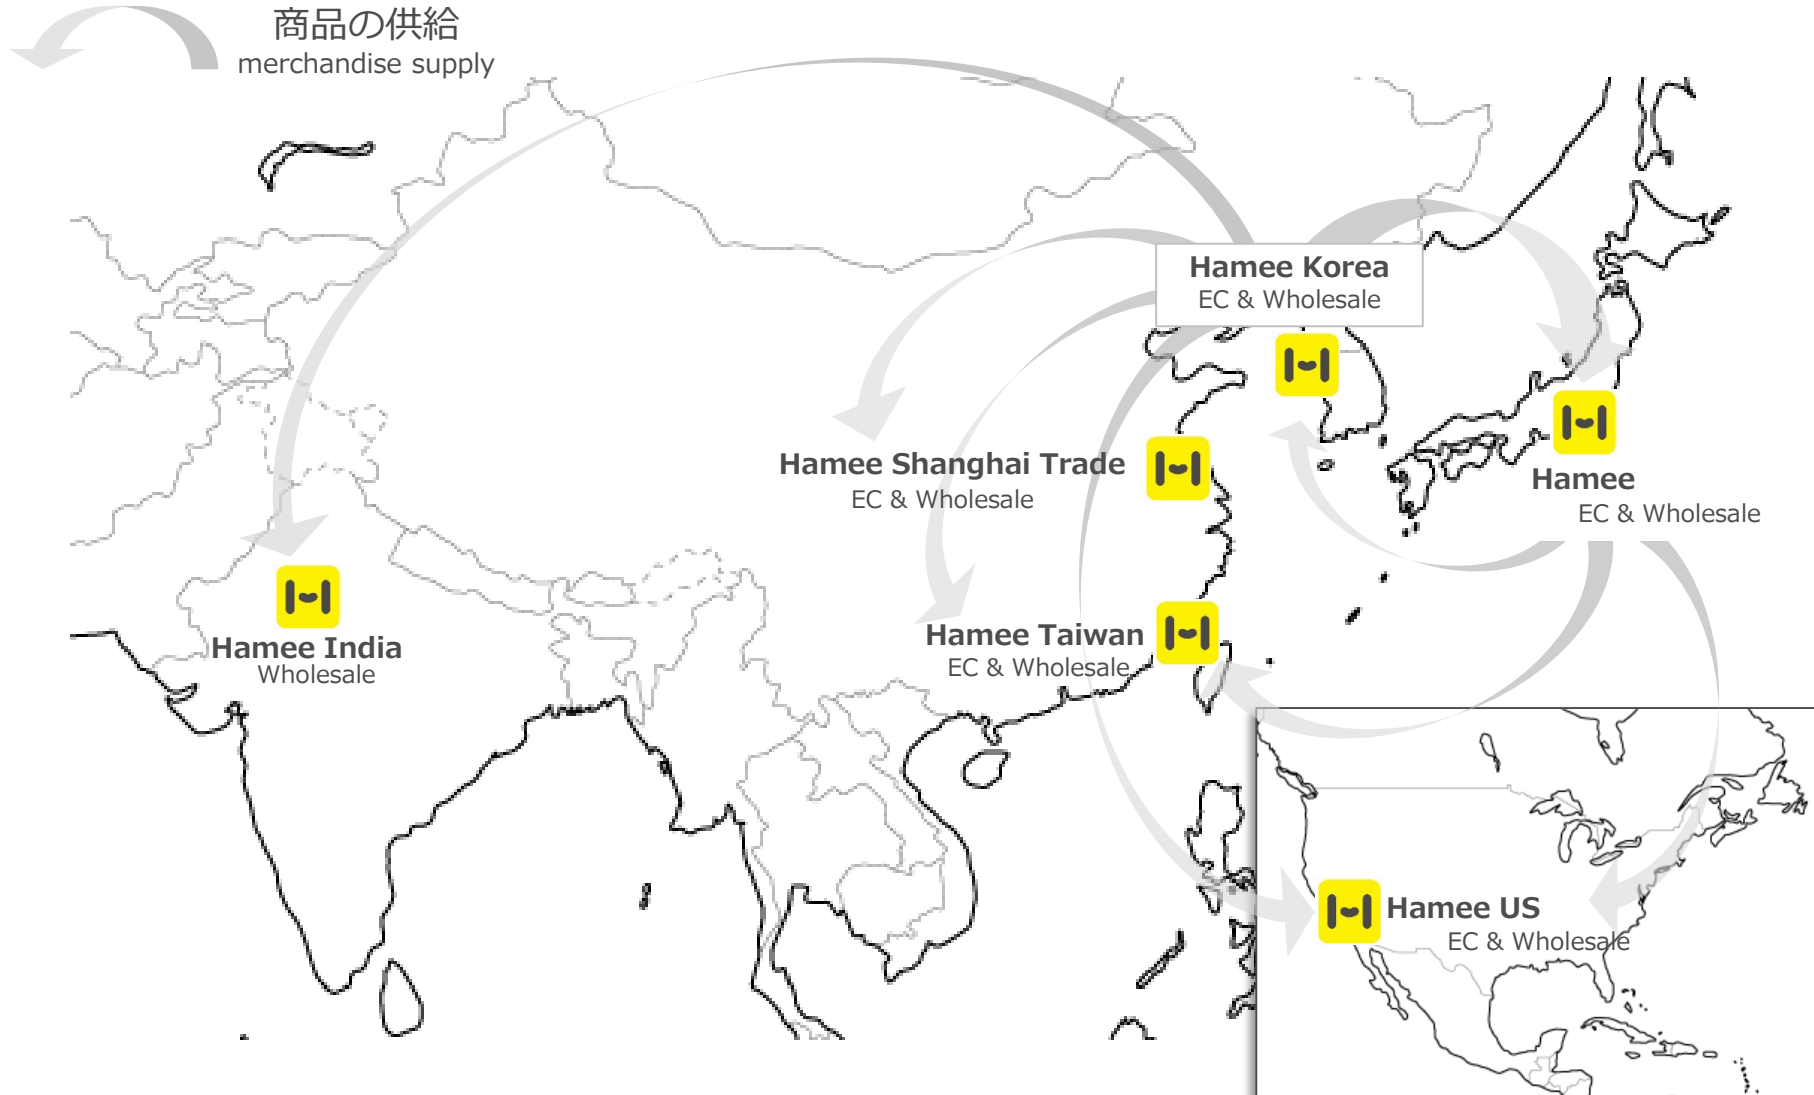 商品の供給
merchandise supply
Hamee Korea
EC & Wholesale
Hamee Shanghai Trade
EC & Wholesale
Hamee
EC & Wholesale
Hamee India
Wholesale
Hamee Taiwan
EC & Wholesale
Hamee US
EC & Wholesale